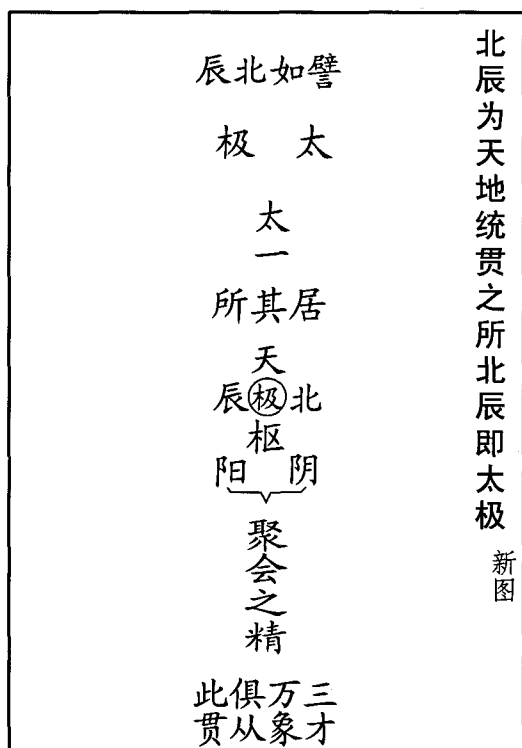 北辰为天地统贯之所北辰即太极
新图
譬如北辰
太极
太一
居其所
天
北极辰
枢
阴阳
聚会之精
三才
万象
俱从
此贯